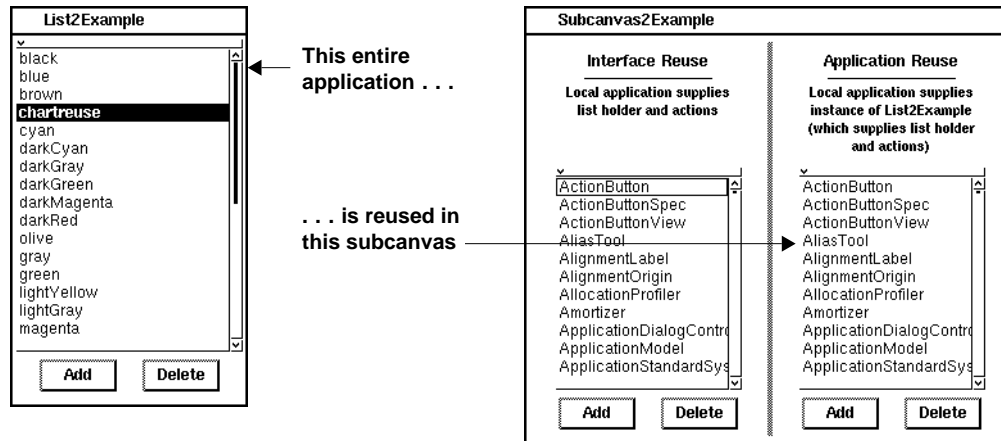 List2Example
black
blue
brown
chartreuse
cyan
darkCyan
darkGray
darkGreen
darkMagenta
darkRed
olive
gray
green
lightYellow
lightGray
magenta
Add
Delete
This entire
application . . .
. . . is reused in
this subcanvas
Subcanvas2Example
Interface Reuse
Local application supplies
list holder and actions
ActionButton
ActionButtonSpec
ActionButtonView
AliasTool
AlignmentLabel
AlignmentOrigin
AllocationProfiler
Amortizer
ApplicationDialogContro
ApplicationModel
ApplicationStandardSys
Add
Delete
Application Reuse
Local application supplies
instance of List2Example
(which supplies list holder
and actions)
ActionButton
ActionButtonSpec
ActionButtonView
AliasTool
AlignmentLabel
AlignmentOrigin
AllocationProfiler
Amortizer
ApplicationDialogContro
ApplicationModel
ApplicationStandardSys
Add
Delete